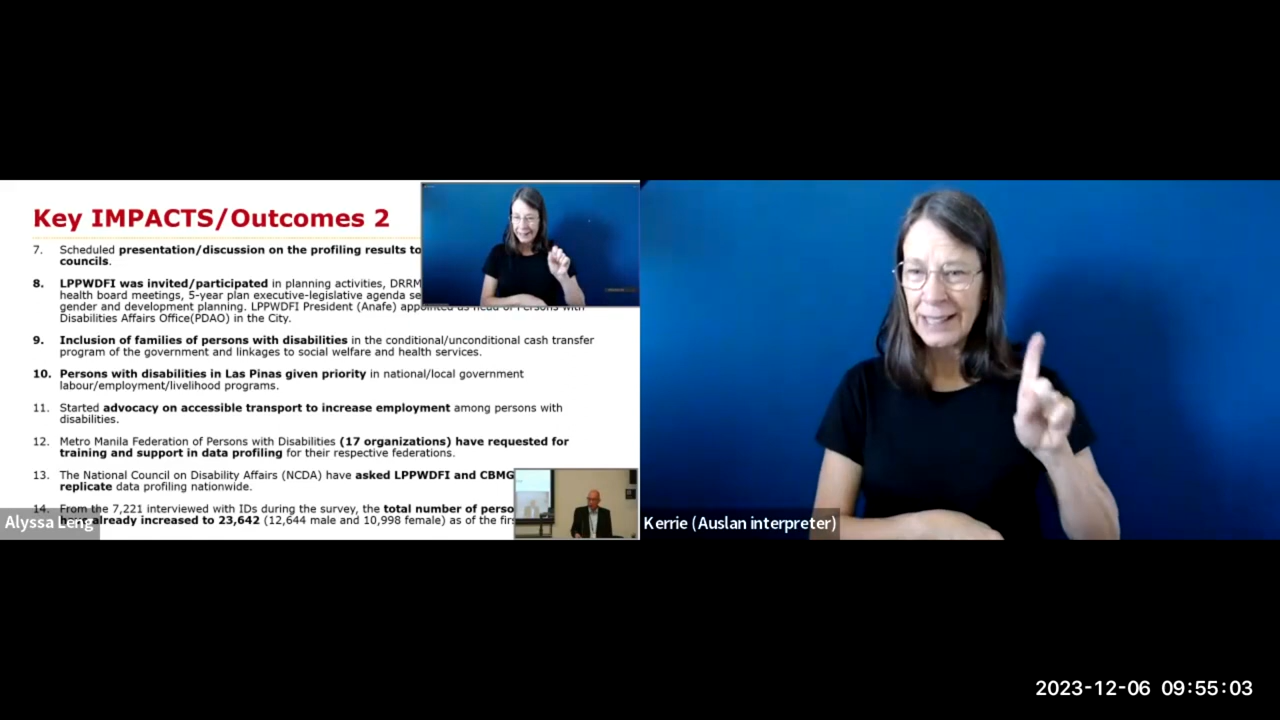 Key IMPACTS/Outcomes 2
7. Scheduled presentation/discussion on the profiling results to
councils.
8. LPPWDFI was invited/participated in planning activities, DRRM
health board meetings, 5-year plan executive-legislative agenda se
gender and development planning. LPPWDFI President (Anafe) appointed as head of Persons with
Disabilities Affairs Office(PDAO) in the City.
9. Inclusion of families of persons with disabilities in the conditional/unconditional cash transfer
program of the government and linkages to social welfare and health services.
10. Persons with disabilities in Las Pinas given priority in national/local government
labour/employment/livelihood programs.
11. Started advocacy on accessible transport to increase employment among persons with
disabilities.
12. Metro Manila Federation of Persons with Disabilities (17 organizations) have requested for
training and support in data profiling for their respective federations.
13. The National Council on Disability Affairs (NCDA) have asked LPPWDFI and CBMG
replicate data profiling nationwide.
14. From the 7,221 interviewed with IDs during the survey, the total number of perso
already increased to 23,642 (12,644 male and 10,998 female) as of the firs
Alyssa Leng
Kerrie (Auslan interpreter)
2023-12-06 09:55:03